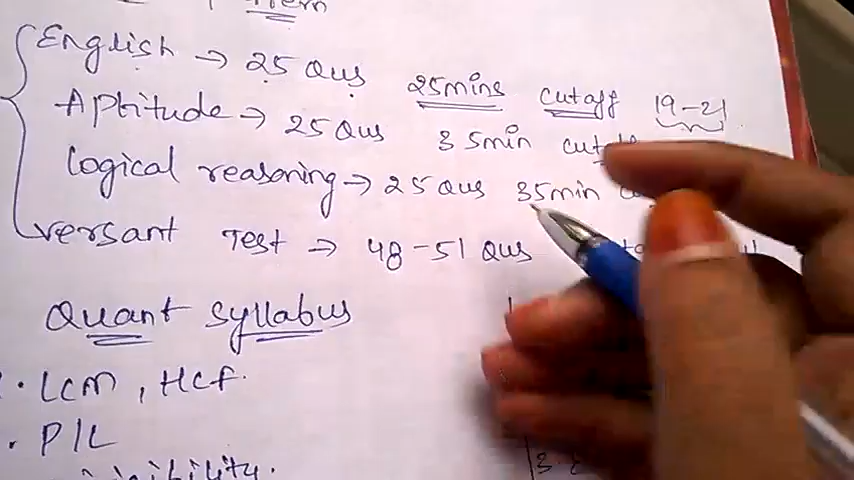 English → 25 Qus 25mins cutoff 19-21
Aptitude → 25 Qus 35min
Logical reasoning → 25 Qus 35min
versant Test → 48-51 Qus
Quant syllabus
• LCM, HCF.
• P/L